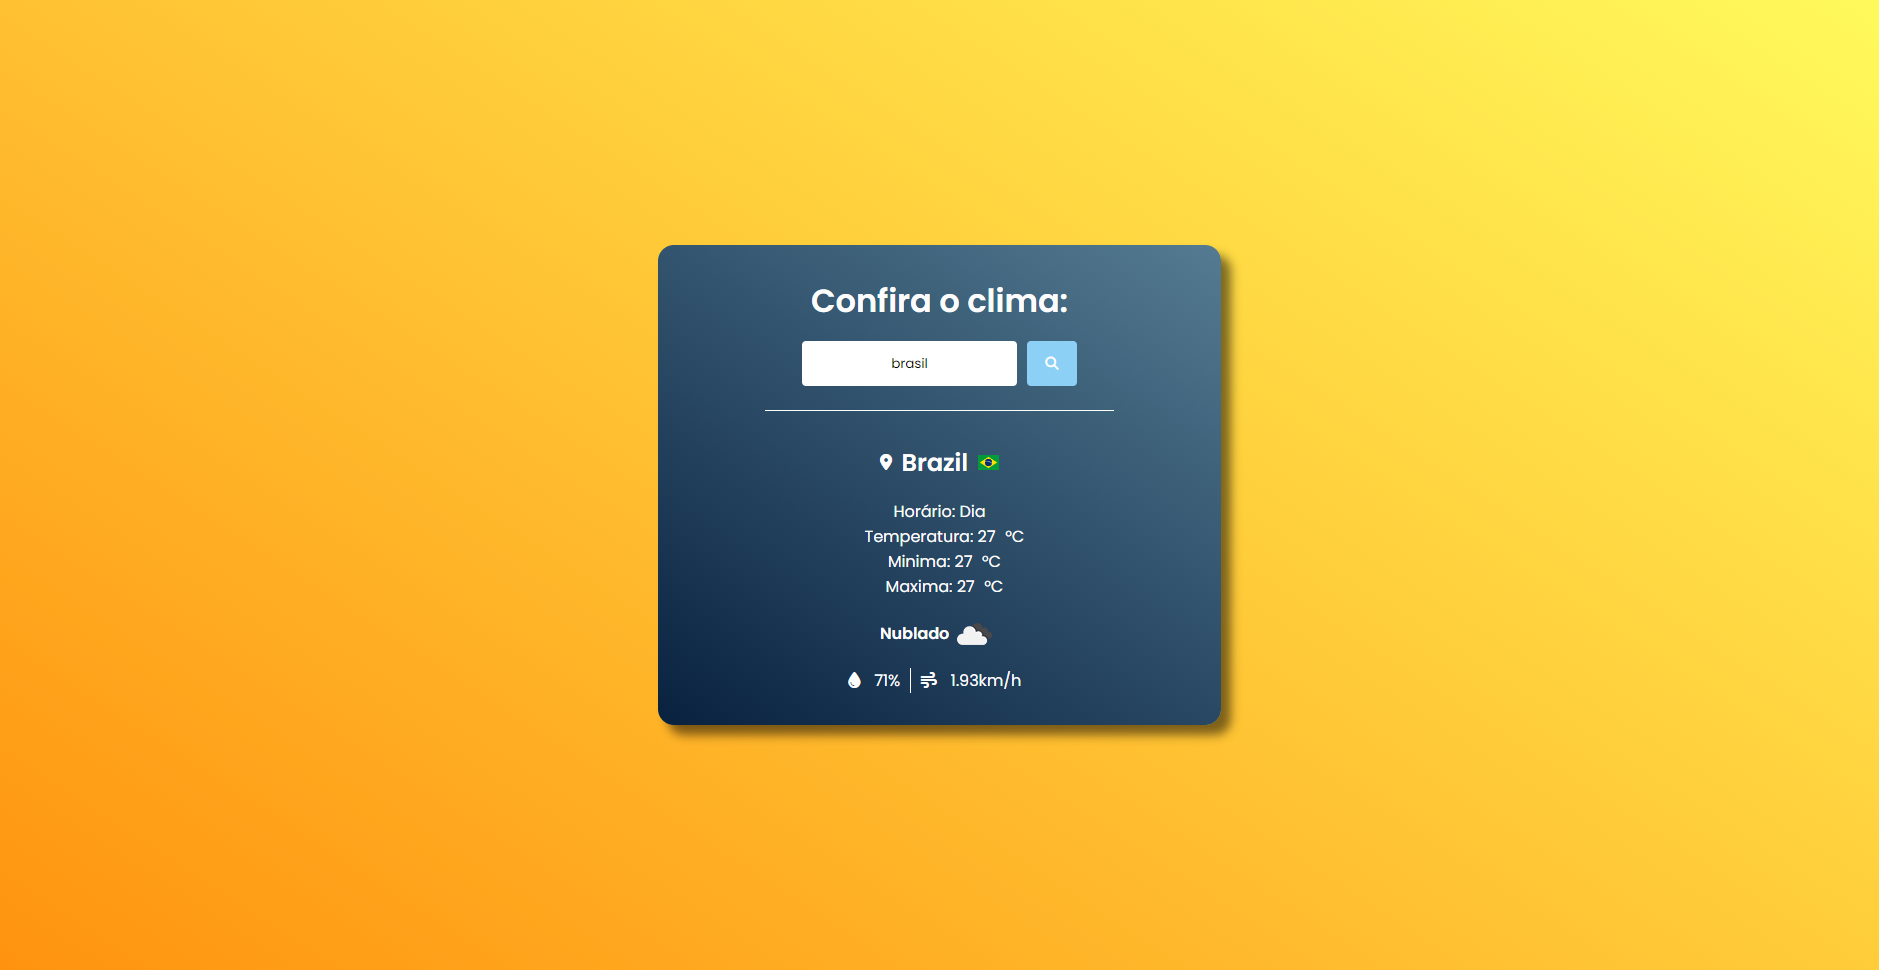 Confira o clima:
brasil
Brazil
Horário: Dia
Temperatura: 27 °C
Minima: 27 °C
Maxima: 27 °C
Nublado
71% 1.93km/h